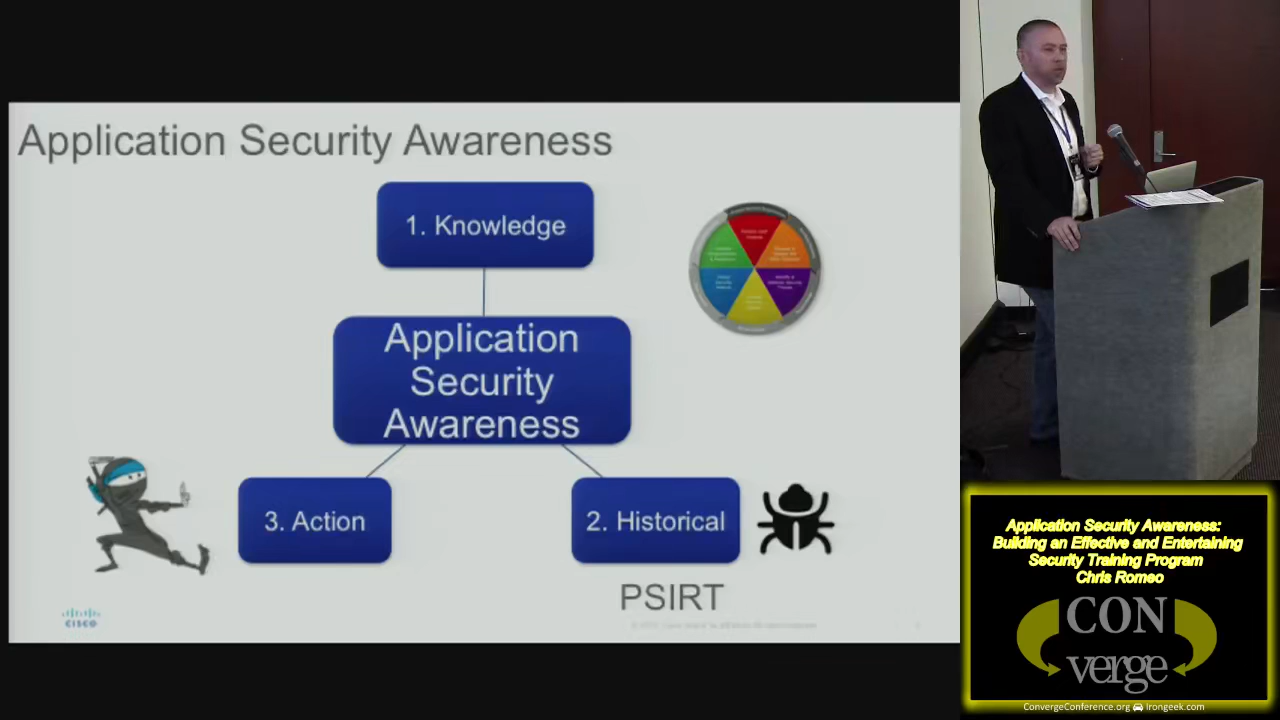 Application Security Awareness
1. Knowledge
Application
Security
Awareness
3. Action
2. Historical
PSIRT
CISCO
Application Security Awareness:
Building an Effective and Entertaining
Security Training Program
Chris Romeo
CON
verge
ConvergeConference.org
Irongeek.com